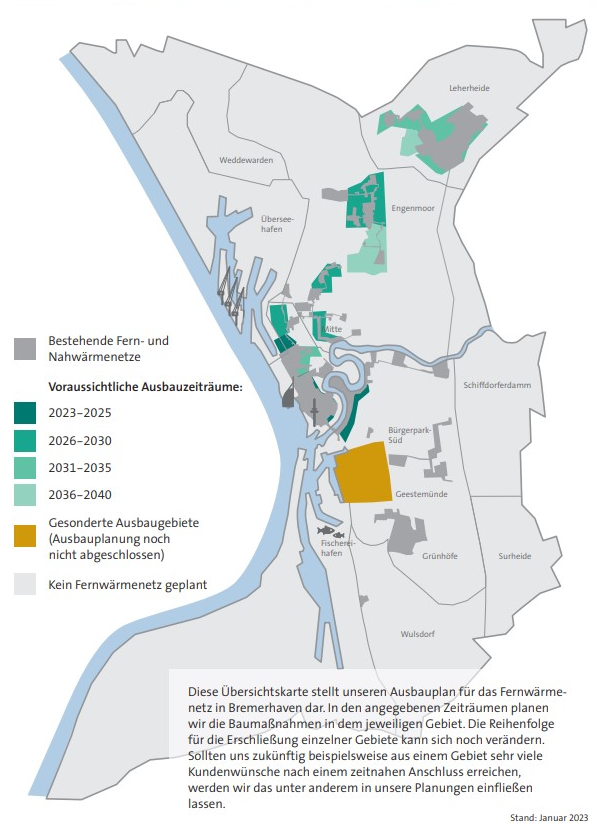 Leherheide
Weddewarden
Engenmoor
Übersee-
hafen
Mitte
Bestehende Fern- und
Nahwärmenetze
Voraussichtliche Ausbauzeiträume:
2023–2025
2026–2030
2031–2035
2036–2040
Gesonderte Ausbaugebiete
(Ausbauplanung noch
nicht abgeschlossen)
Kein Fernwärmenetz geplant
Schiffdorferdamm
Bürgerpark-
Süd
Geestemünde
Fischerei-
hafen
Grünhöfe
Surheide
Wulsdorf
Diese Übersichtskarte stellt unseren Ausbauplan für das Fernwärme-
netz in Bremerhaven dar. In den angegebenen Zeiträumen planen
wir die Baumaßnahmen in dem jeweiligen Gebiet. Die Reihenfolge
für die Erschließung einzelner Gebiete kann sich noch verändern.
Sollten uns zukünftig beispielsweise aus einem Gebiet sehr viele
Kundenwünsche nach einem zeitnahen Anschluss erreichen,
werden wir das unter anderem in unsere Planungen einfließen
lassen.
Stand: Januar 2023